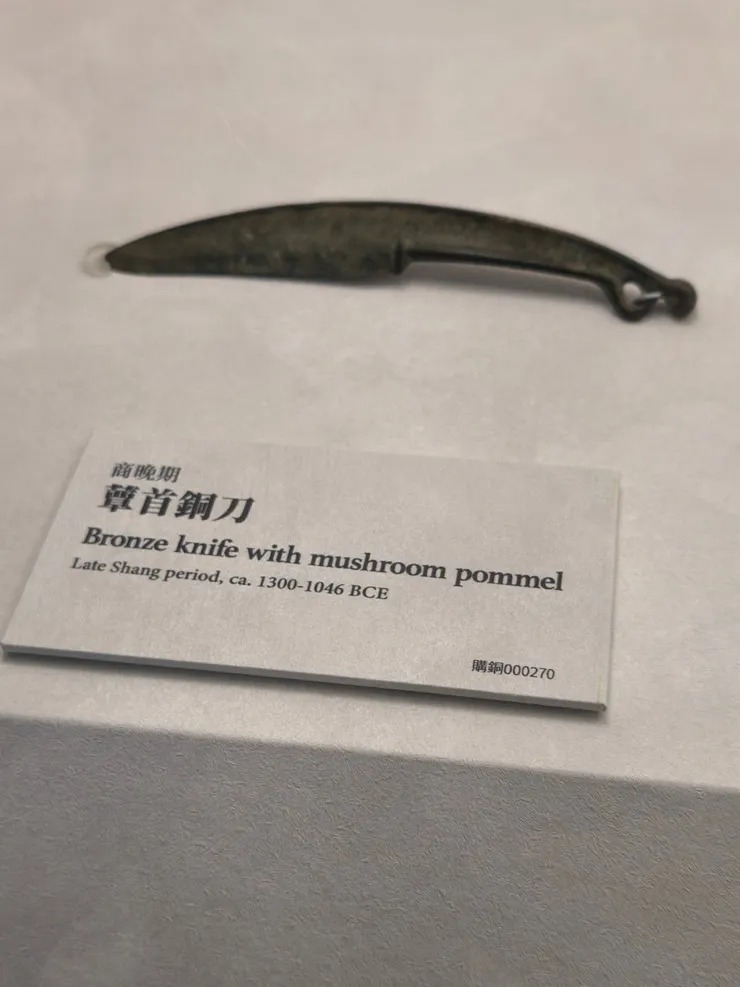 商晚期
蕈首銅刀
Bronze knife with mushroom pommel
Late Shang period, ca. 1300-1046 BCE
購銅000270